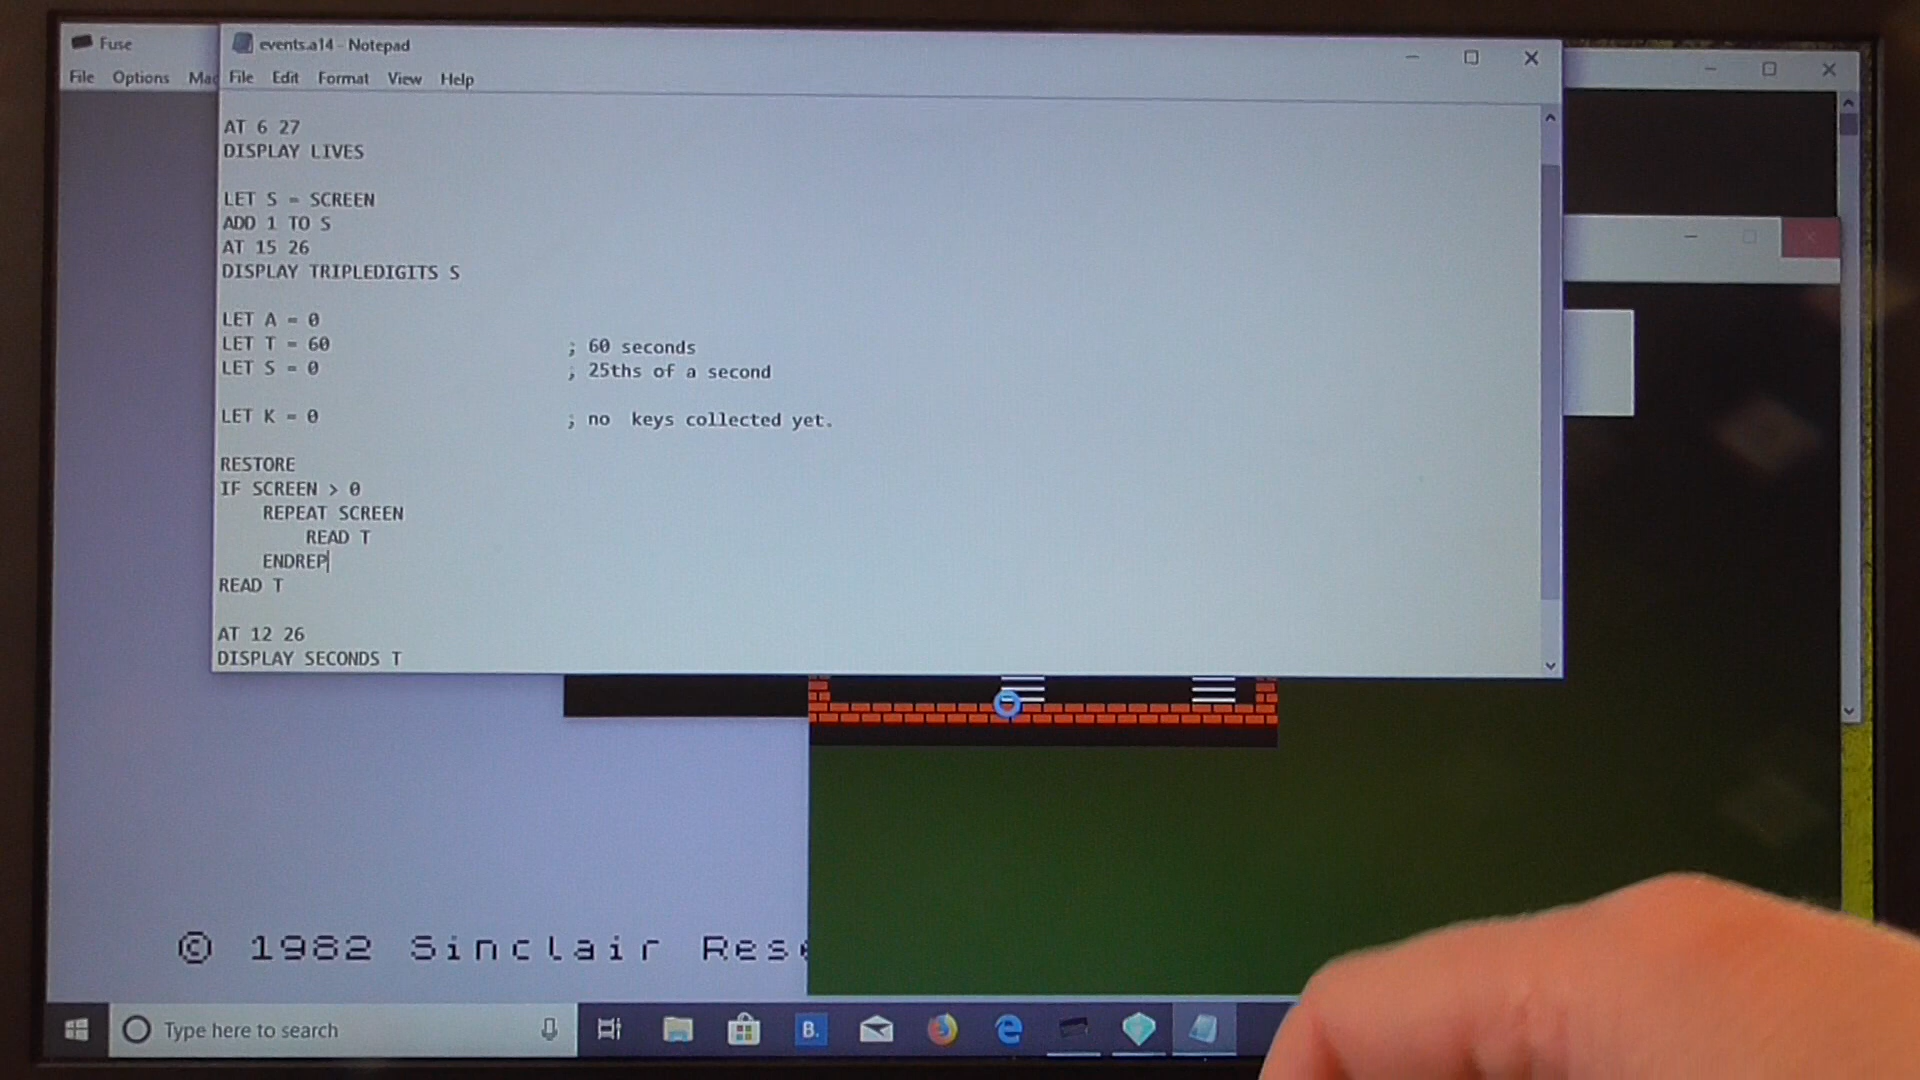 Fuse
File Options Mac
events.a14 - Notepad
File Edit Format View Help
AT 6 27
DISPLAY LIVES
LET S = SCREEN
ADD 1 TO S
AT 15 26
DISPLAY TRIPLEDIGITS S
LET A = 0
LET T = 60 ; 60 seconds
LET S = 0 ; 25ths of a second
LET K = 0 ; no  keys collected yet.
RESTORE
IF SCREEN > 0
REPEAT SCREEN
READ T
ENDREP
READ T
AT 12 26
DISPLAY SECONDS T
© 1982 Sinclair Rese
Type here to search
B.